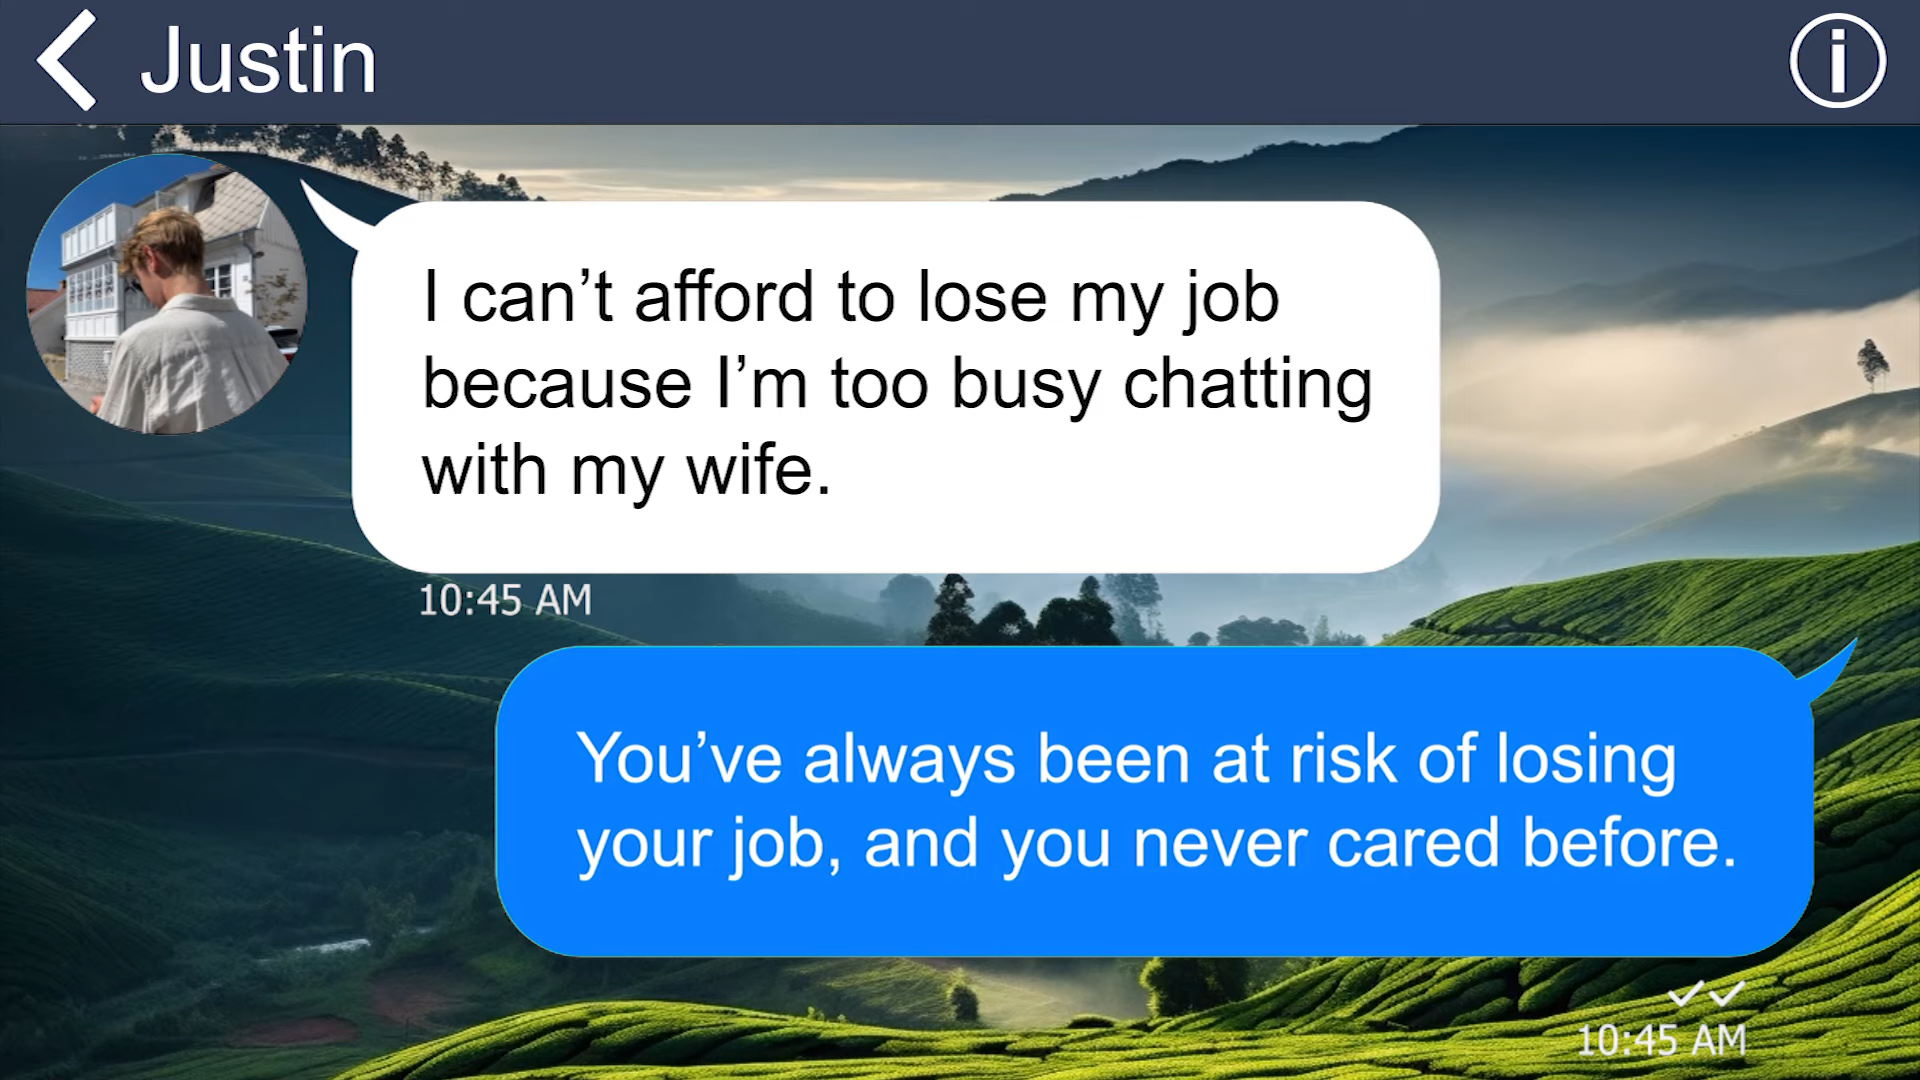 Justin
I can’t afford to lose my job
because I’m too busy chatting
with my wife.
10:45 AM
You’ve always been at risk of losing
your job, and you never cared before.
10:45 AM